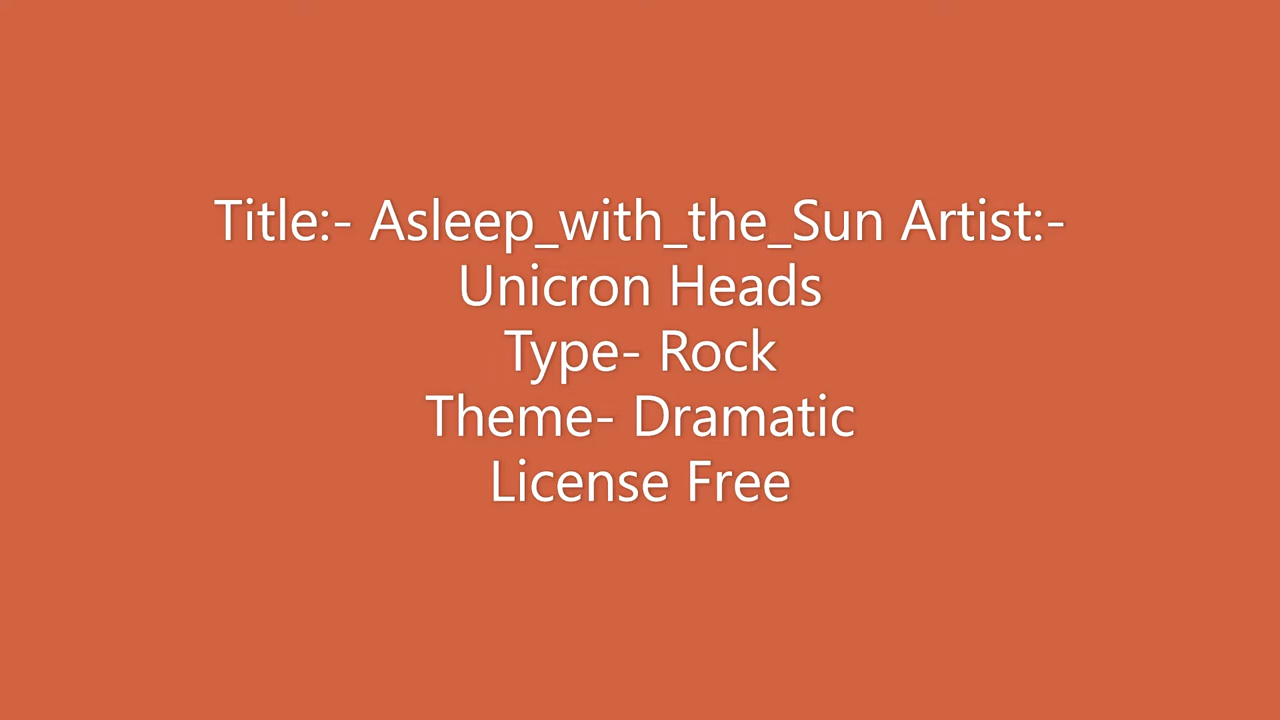 Title:- Asleep_with_the_Sun Artist:-
Unicron Heads
Type- Rock
Theme- Dramatic
License Free